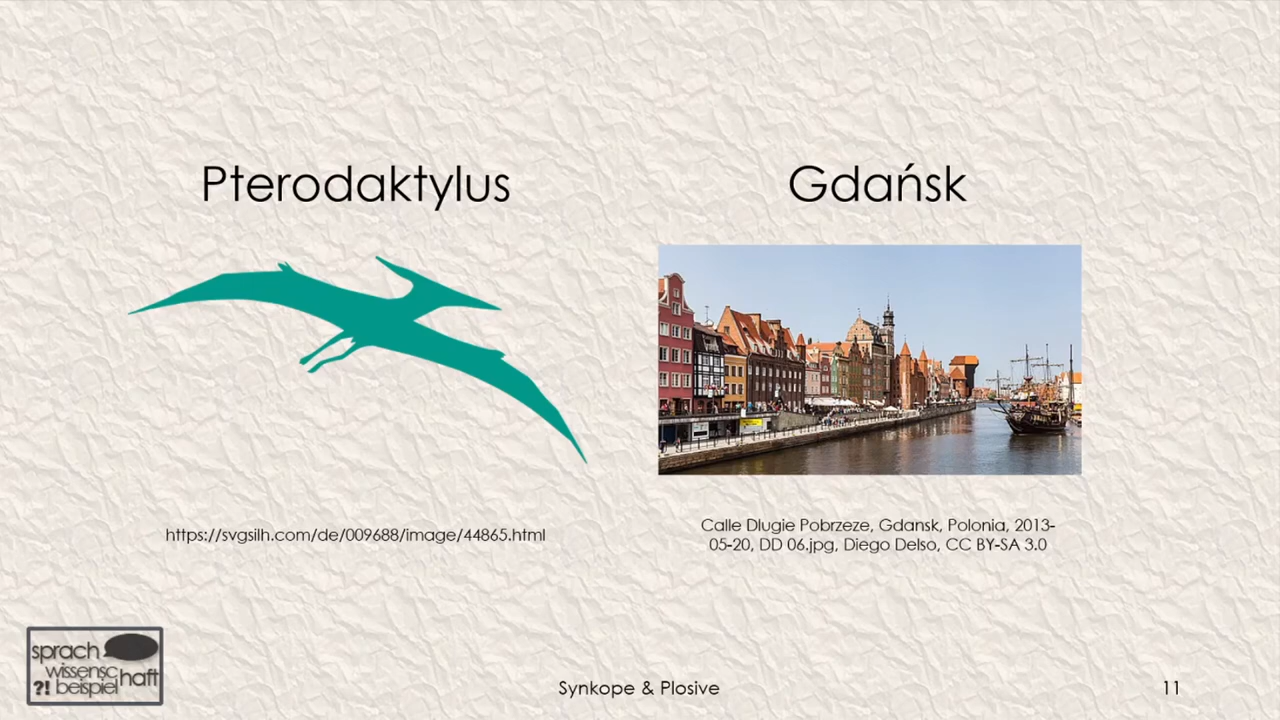 Pterodaktylus
Gdańsk
https://svgsilh.com/de/009688/image/44865.html
Calle Dlugie Pobrzeze, Gdansk, Polonia, 2013-
05-20, DD 06.jpg, Diego Delso, CC BY-SA 3.0
sprach
wissensc
haft
?! beispiel
Synkope & Plosive
11